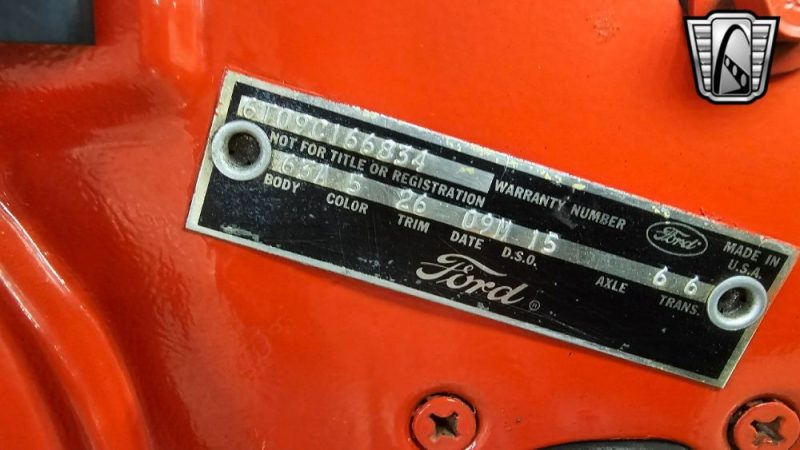 6T09C166834
NOT FOR TITLE OR REGISTRATION
WARRANTY NUMBER
63A 5 26 09M 15 6 6
BODY COLOR TRIM DATE D.S.O. AXLE TRANS.
Ford
MADE IN
U.S.A.
Ford ®